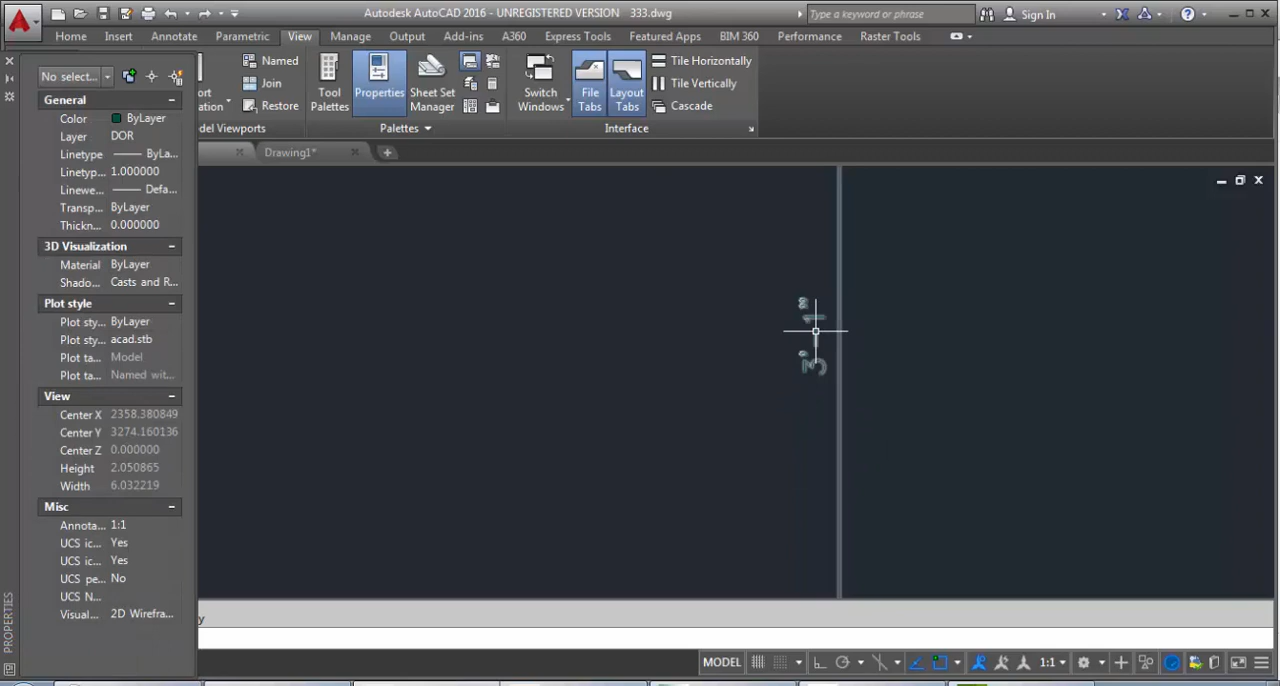 Autodesk AutoCAD 2016 - UNREGISTERED VERSION 333.dwg
Type a keyword or phrase
Sign In
Home Insert Annotate Parametric View Manage Output Add-ins A360 Express Tools Featured Apps BIM 360 Performance Raster Tools
No select...
Named
Join
Restore
Tool Palettes
Properties
Sheet Set Manager
Switch Windows
File Tabs
Layout Tabs
Tile Horizontally
Tile Vertically
Cascade
Palettes
Interface
Drawing1*
General
Color ByLayer
Layer DOR
Linetype ByLa...
Linetyp... 1.000000
Linewe... Defa...
Transp... ByLayer
Thickn... 0.000000
3D Visualization
Material ByLayer
Shado... Casts and R...
Plot style
Plot sty... ByLayer
Plot sty... acad.stb
Plot ta... Model
Plot ta... Named wit...
View
Center X 2358.380849
Center Y 3274.160136
Center Z 0.000000
Height 2.050865
Width 6.032219
Misc
Annota... 1:1
UCS ic... Yes
UCS ic... Yes
UCS pe... No
UCS N...
Visual... 2D Wirefra...
PROPERTIES
MODEL
1:1